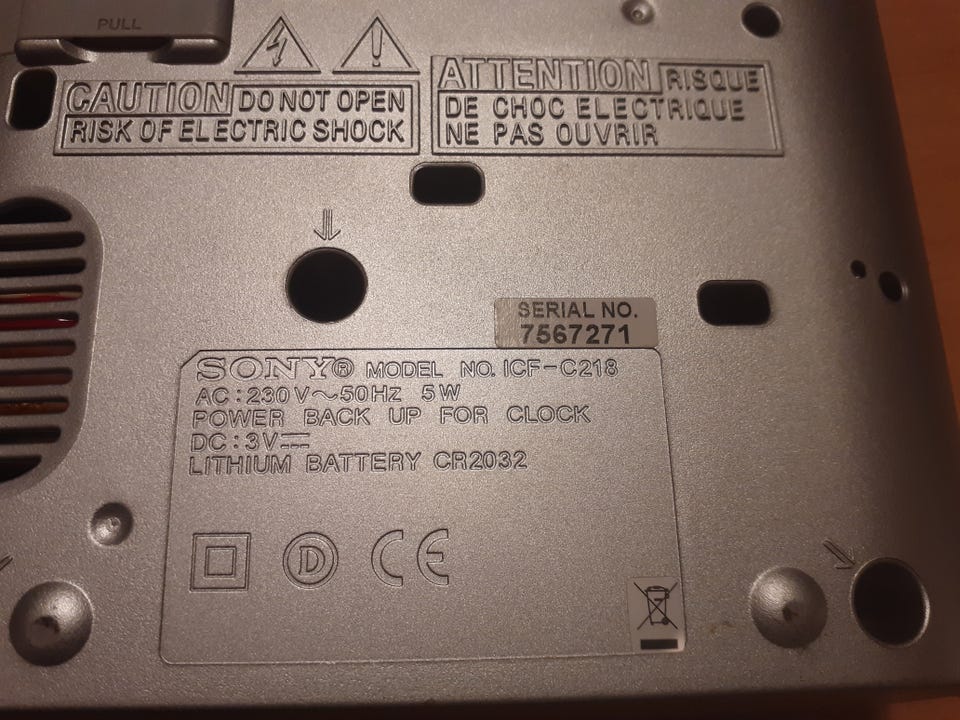 PULL
CAUTION DO NOT OPEN
RISK OF ELECTRIC SHOCK
ATTENTION RISQUE
DE CHOC ELECTRIQUE
NE PAS OUVRIR
SERIAL NO.
7567271
SONY® MODEL NO. ICF-C218
AC : 230 V~50Hz 5 W
POWER BACK UP FOR CLOCK
DC : 3V⎓
LITHIUM BATTERY CR2032
D CE